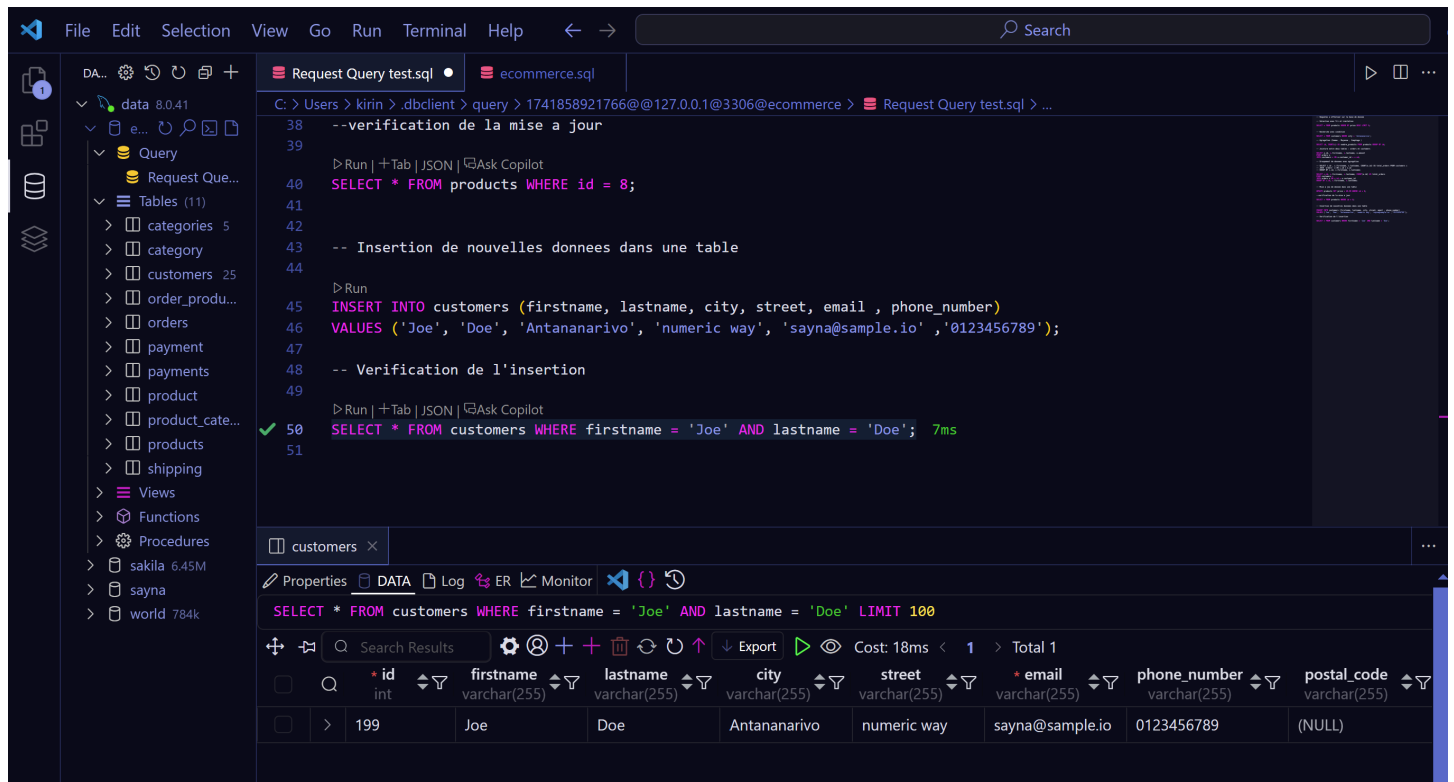 File Edit Selection View Go Run Terminal Help Search
DA...
Request Query test.sql
ecommerce.sql
1
data 8.0.41
e...
Query
Request Que...
Tables (11)
categories 5
category
customers 25
order_produ...
orders
payment
payments
product
product_cate...
products
shipping
Views
Functions
Procedures
sakila 6.45M
sayna
world 784k
C: > Users > kirin > .dbclient > query > 1741858921766@@127.0.0.1@3306@ecommerce > Request Query test.sql > ...
38 --verification de la mise a jour
39
Run | +Tab | JSON | Ask Copilot
40 SELECT * FROM products WHERE id = 8;
41
42
43 -- Insertion de nouvelles donnees dans une table
44
Run
45 INSERT INTO customers (firstname, lastname, city, street, email , phone_number)
46 VALUES ('Joe', 'Doe', 'Antananarivo', 'numeric way', 'sayna@sample.io' ,'0123456789');
47
48 -- Verification de l'insertion
49
Run | +Tab | JSON | Ask Copilot
50 SELECT * FROM customers WHERE firstname = 'Joe' AND lastname = 'Doe'; 7ms
51
customers
Properties DATA Log ER Monitor
SELECT * FROM customers WHERE firstname = 'Joe' AND lastname = 'Doe' LIMIT 100
Search Results Export Cost: 18ms < 1 > Total 1
* id firstname lastname city street * email phone_number postal_code
int varchar(255) varchar(255) varchar(255) varchar(255) varchar(255) varchar(255) varchar(255)
199 Joe Doe Antananarivo numeric way sayna@sample.io 0123456789 (NULL)